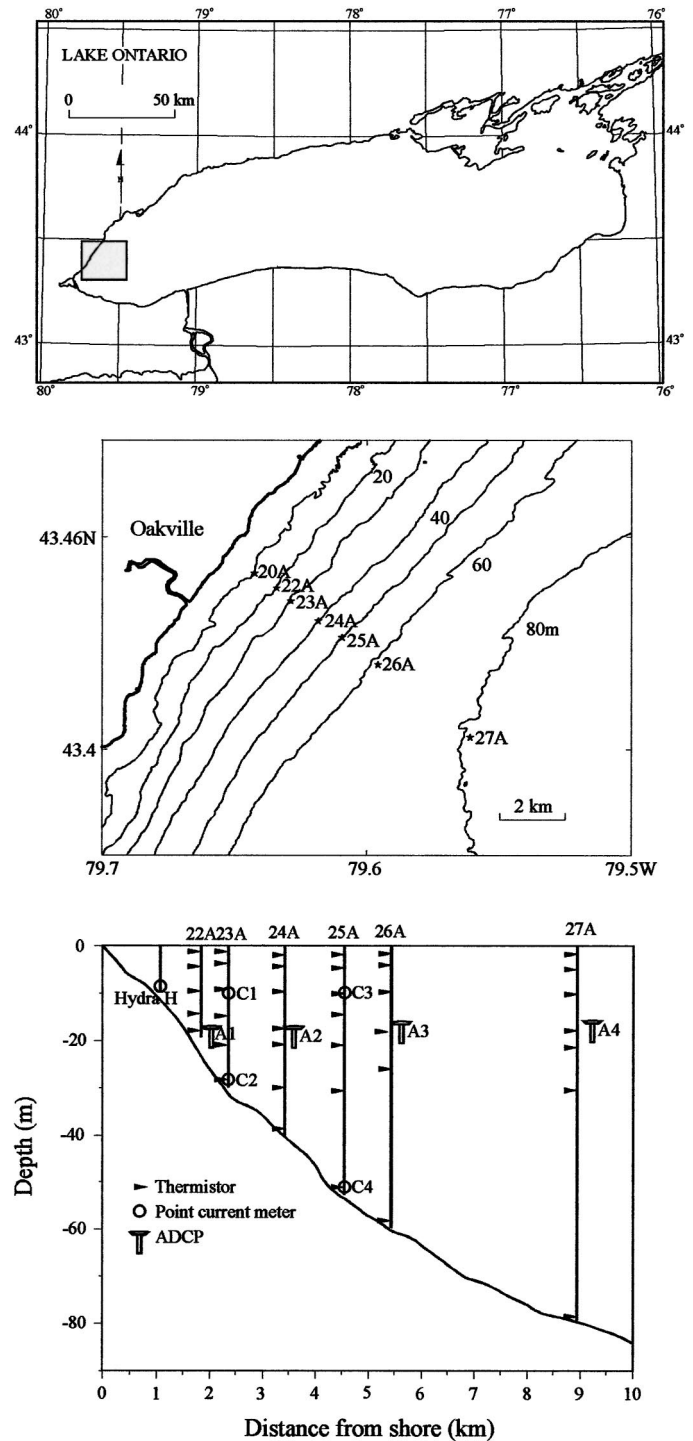 80° 79° 78° 77° 76°
LAKE ONTARIO
0 50 km
N
44° 44°
43° 43°
80° 79° 78° 77° 76°
20
Oakville
43.46N
40
20A
60
22A
23A
24A
25A
80m
26A
27A
43.4
2 km
79.7 79.6 79.5W
22A 23A 24A 25A 26A 27A
0
Hydra H C1 C3
A1 A2 A3 A4
-20
C2
-40
Thermistor C4
Point current meter
ADCP
-60
-80
Depth (m)
0 1 2 3 4 5 6 7 8 9 10
Distance from shore (km)